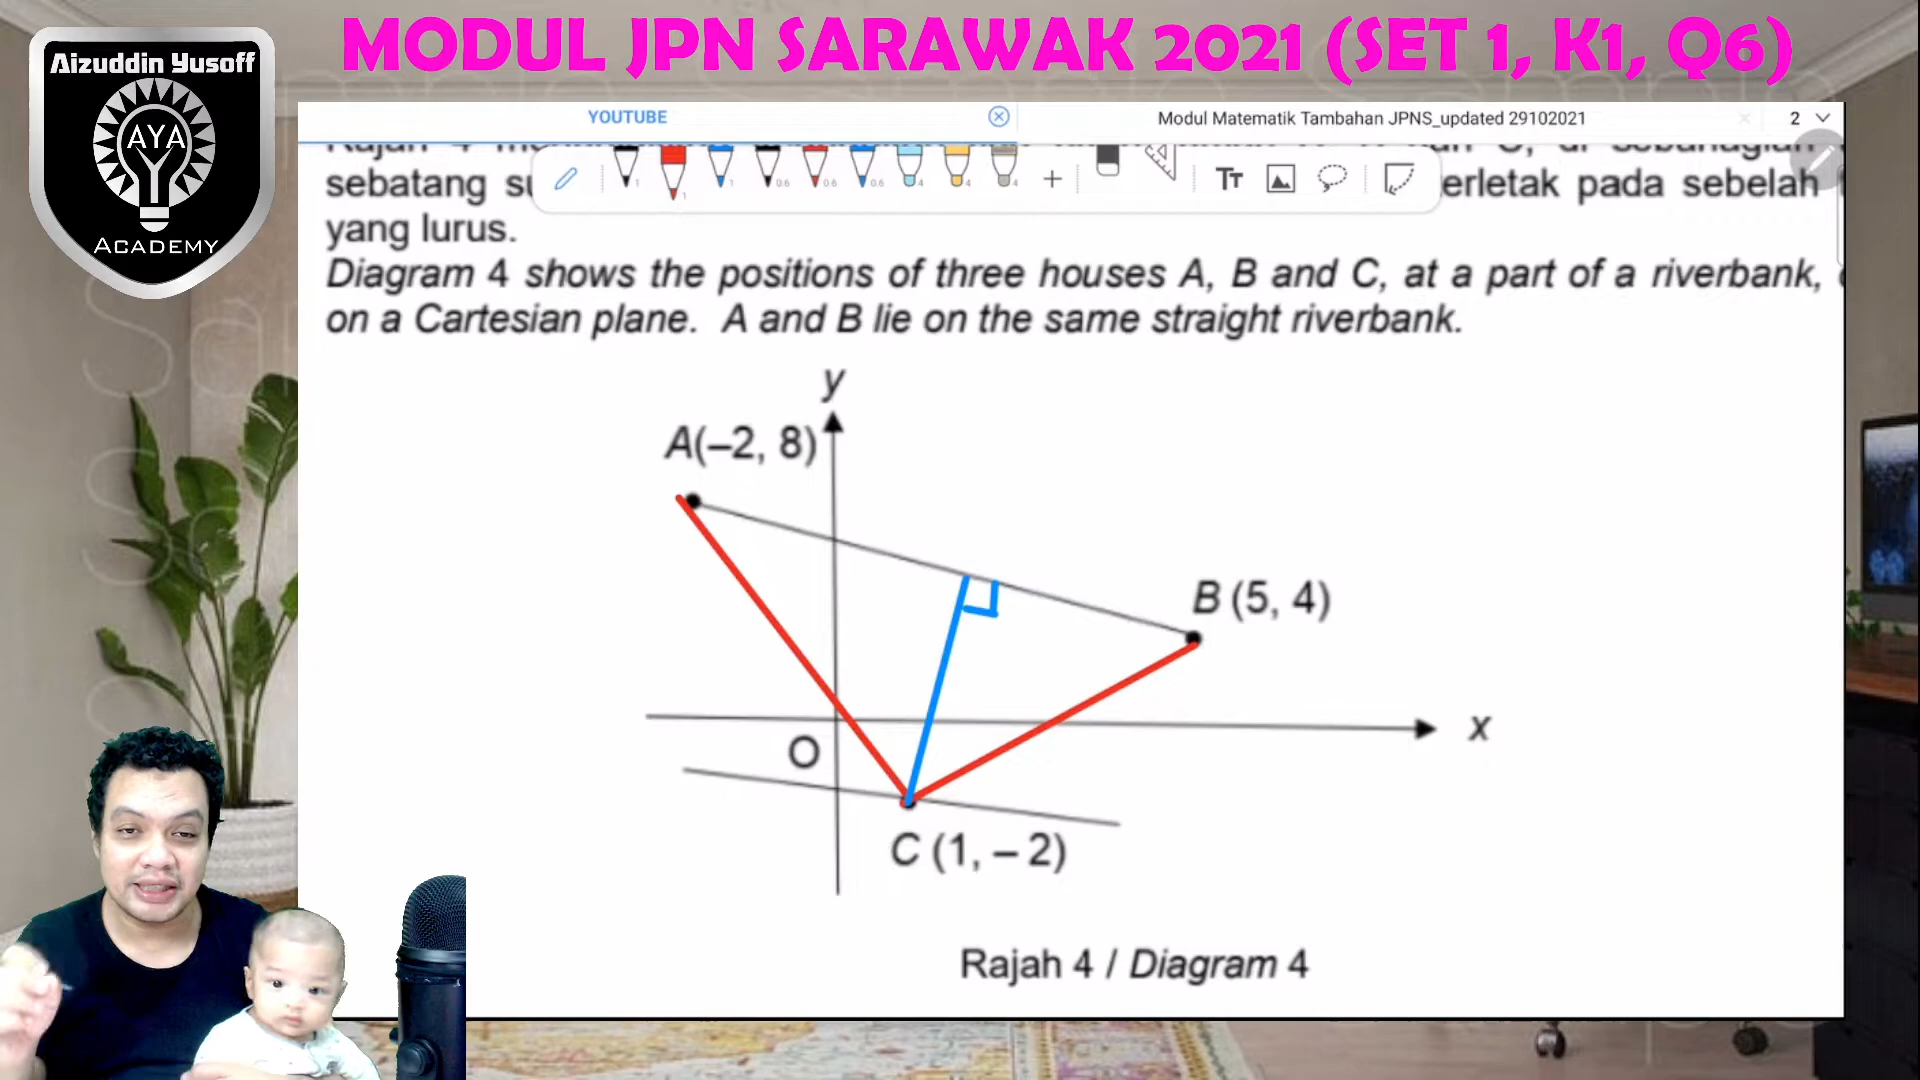 MODUL JPN SARAWAK 2021 (SET 1, K1, Q6)
Aizuddin Yusoff
AYA
ACADEMY
YOUTUBE
Modul Matematik Tambahan JPNS_updated 29102021
2
sebatang
erletak pada sebelah
yang lurus.
Diagram 4 shows the positions of three houses A, B and C, at a part of a riverbank,
on a Cartesian plane. A and B lie on the same straight riverbank.
y
A(–2, 8)
B (5, 4)
x
O
C (1, – 2)
Rajah 4 / Diagram 4